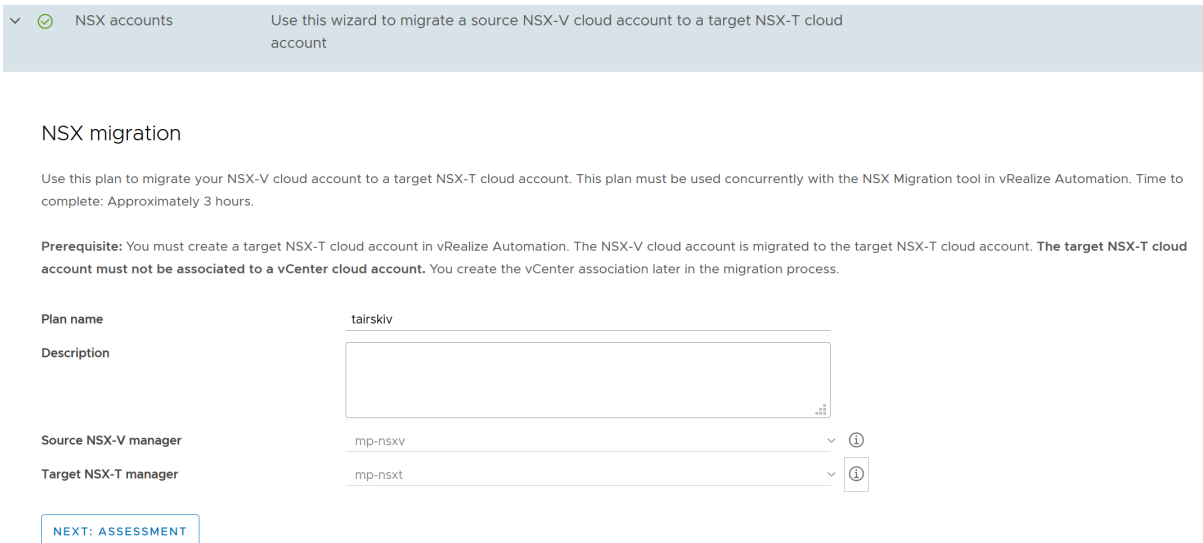 NSX accounts
Use this wizard to migrate a source NSX-V cloud account to a target NSX-T cloud
account
NSX migration
Use this plan to migrate your NSX-V cloud account to a target NSX-T cloud account. This plan must be used concurrently with the NSX Migration tool in vRealize Automation. Time to
complete: Approximately 3 hours.
Prerequisite: You must create a target NSX-T cloud account in vRealize Automation. The NSX-V cloud account is migrated to the target NSX-T cloud account. The target NSX-T cloud
account must not be associated to a vCenter cloud account. You create the vCenter association later in the migration process.
Plan name
tairskiv
Description
Source NSX-V manager
mp-nsxv
Target NSX-T manager
mp-nsxt
NEXT: ASSESSMENT